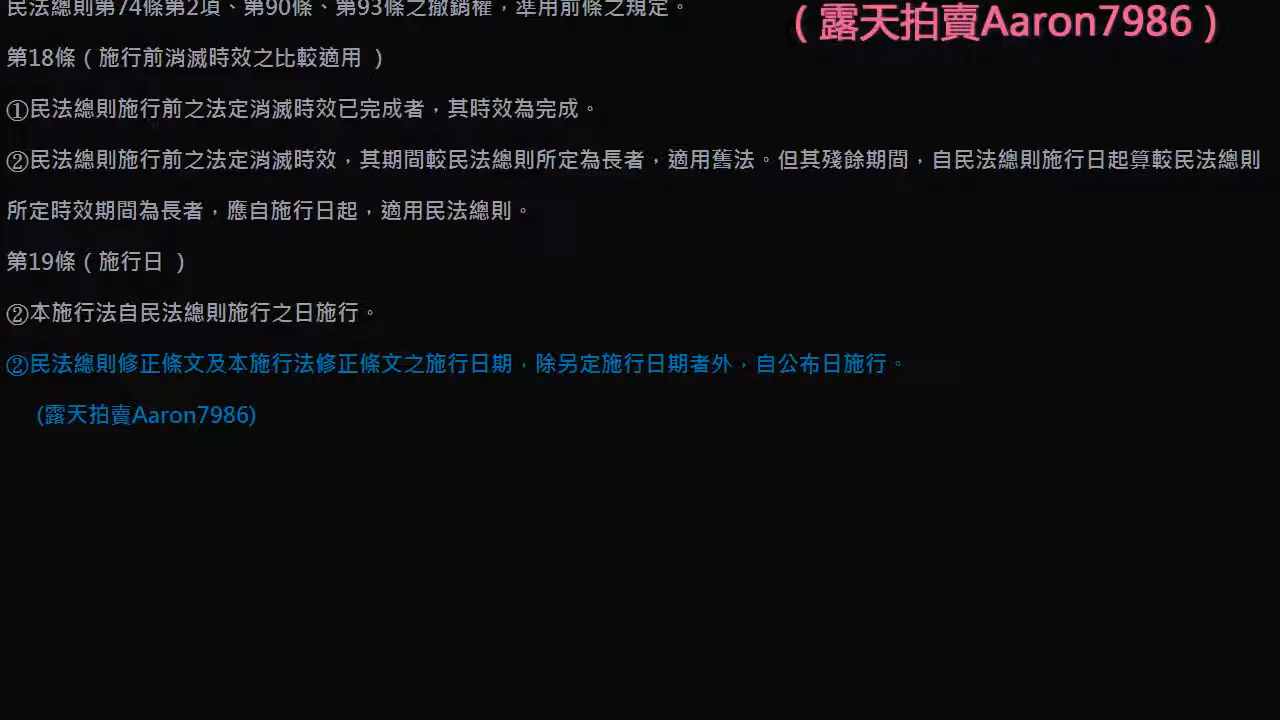 民法總則第74條第2項、第90條、第93條之撤銷權，準用前條之規定。
（露天拍賣Aaron7986）
第18條（施行前消滅時效之比較適用 ）
①民法總則施行前之法定消滅時效已完成者，其時效為完成。
②民法總則施行前之法定消滅時效，其期間較民法總則所定為長者，適用舊法。但其殘餘期間，自民法總則施行日起算較民法總則
所定時效期間為長者，應自施行日起，適用民法總則。
第19條（施行日 ）
②本施行法自民法總則施行之日施行。
②民法總則修正條文及本施行法修正條文之施行日期，除另定施行日期者外，自公布日施行。
(露天拍賣Aaron7986)